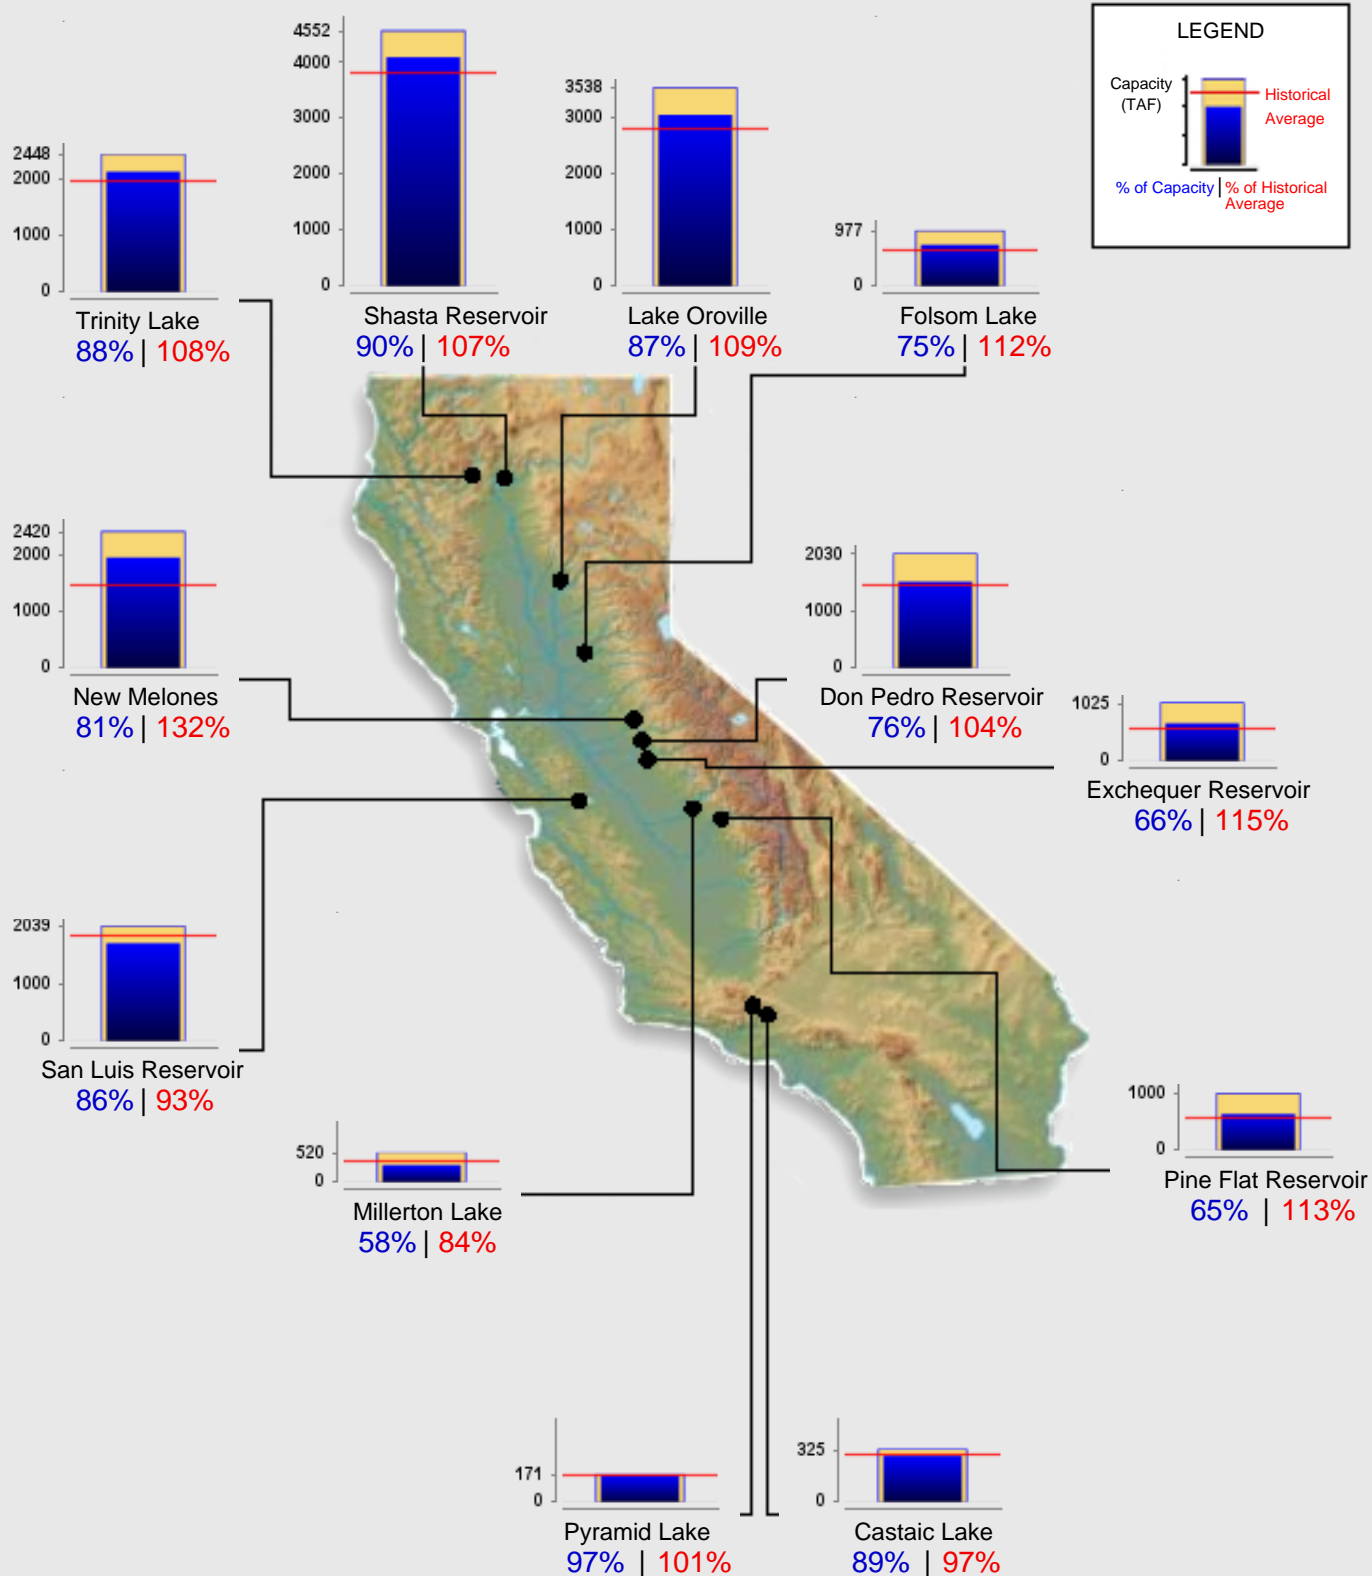 LEGEND
Capacity
(TAF)
Historical
Average
% of Capacity | % of Historical
Average
4552
4000
3000
2000
1000
0
Shasta Reservoir
90% | 107%
3538
3000
2000
1000
0
Lake Oroville
87% | 109%
977
0
Folsom Lake
75% | 112%
2448
2000
1000
0
Trinity Lake
88% | 108%
2420
2000
1000
0
New Melones
81% | 132%
2030
1000
0
Don Pedro Reservoir
76% | 104%
1025
0
Exchequer Reservoir
66% | 115%
2039
1000
0
San Luis Reservoir
86% | 93%
520
0
Millerton Lake
58% | 84%
1000
0
Pine Flat Reservoir
65% | 113%
171
0
Pyramid Lake
97% | 101%
325
0
Castaic Lake
89% | 97%